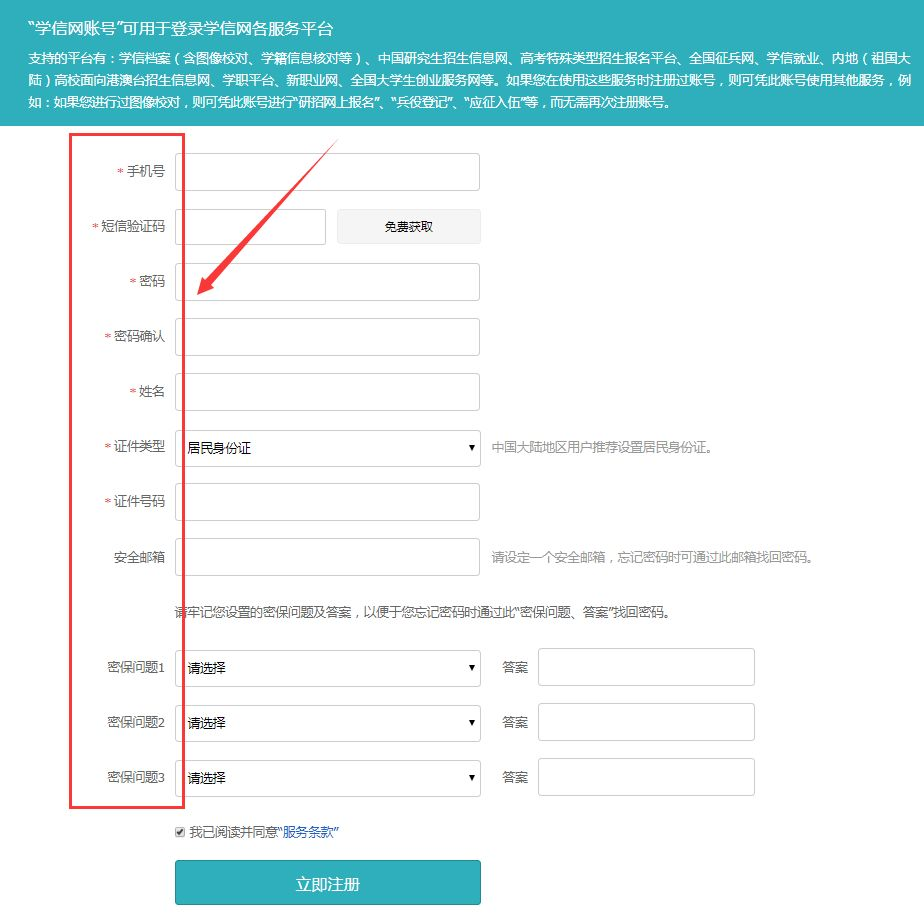 “学信网账号”可用于登录学信网各服务平台
支持的平台有：学信档案（含图像校对、学籍信息核对等）、中国研究生招生信息网、高考特殊类型招生报名平台、全国征兵网、学信就业、内地（祖国大
陆）高校面向港澳台招生信息网、学职平台、新职业网、全国大学生创业服务网等。如果您在使用这些服务时注册过账号，则可凭此账号使用其他服务，例
如：如果您进行过图像校对，则可凭此账号进行“研招网上报名”、“兵役登记”、“应征入伍”等，而无需再次注册账号。
* 手机号
* 短信验证码 免费获取
* 密码
* 密码确认
* 姓名
* 证件类型 居民身份证 中国大陆地区用户推荐设置居民身份证。
* 证件号码
安全邮箱 请设定一个安全邮箱，忘记密码时可通过此邮箱找回密码。
请牢记您设置的密保问题及答案，以便于您忘记密码时通过此“密保问题、答案”找回密码。
密保问题1 请选择 答案
密保问题2 请选择 答案
密保问题3 请选择 答案
我已阅读并同意“服务条款”
立即注册